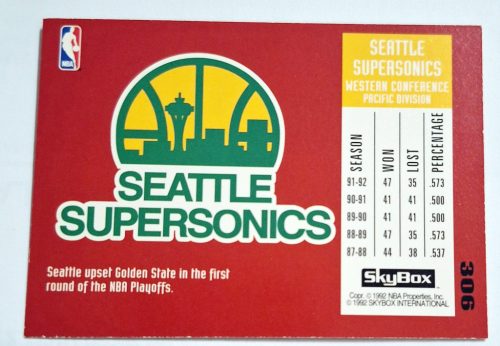 NBA
SEATTLE
SUPERSONICS
Seattle upset Golden State in the first
round of the NBA Playoffs.
SEATTLE
SUPERSONICS
WESTERN CONFERENCE
PACIFIC DIVISION
SEASON WON LOST PERCENTAGE
91-92 47 35 .573
90-91 41 41 .500
89-90 41 41 .500
88-89 47 35 .573
87-88 44 38 .537
SkyBox
Copr. © 1992 NBA Properties, Inc.
© 1992 SKYBOX INTERNATIONAL
306